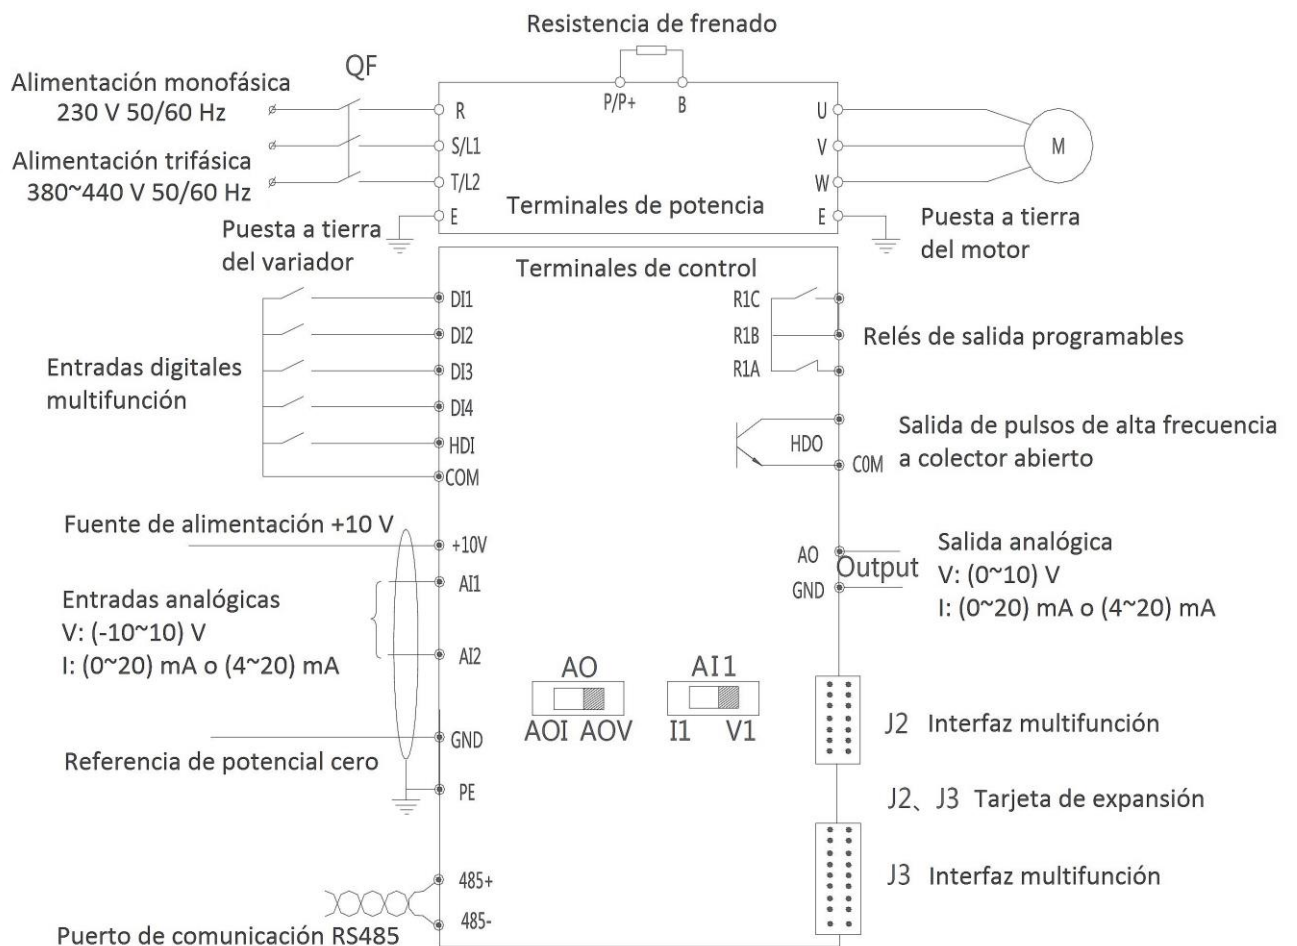 Resistencia de frenado
QF
Alimentación monofásica
230 V 50/60 Hz
P/P+
B
R
U
S/L1
V
M
Alimentación trifásica
380~440 V 50/60 Hz
T/L2
W
Terminales de potencia
E
E
Puesta a tierra
del variador
Puesta a tierra
del motor
Terminales de control
DI1
R1C
DI2
R1B
Relés de salida programables
Entradas digitales
multifunción
DI3
R1A
DI4
HDI
HDO
Salida de pulsos de alta frecuencia
a colector abierto
COM
COM
Fuente de alimentación +10 V
+10V
AO
Output
GND
Salida analógica
V: (0~10) V
I: (0~20) mA o (4~20) mA
AI1
Entradas analógicas
V: (-10~10) V
I: (0~20) mA o (4~20) mA
AI2
AO
AOI AOV
AI1
I1 V1
J2 Interfaz multifunción
GND
Referencia de potencial cero
PE
J2、J3 Tarjeta de expansión
J3 Interfaz multifunción
485+
485-
Puerto de comunicación RS485